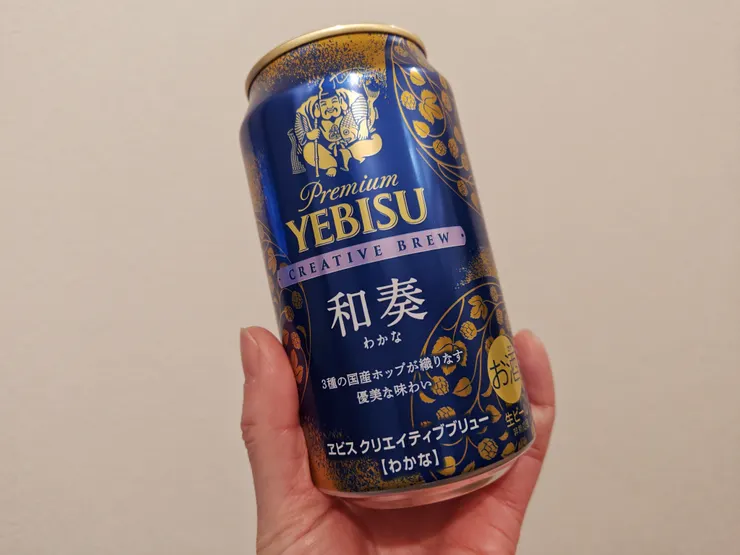 Premium
YEBISU
CREATIVE BREW
和奏
わかな
3種の国産ホップが織りなす
優美な味わい
お酒
生ビー
ヱビス クリエイティブブリュー
【わかな】